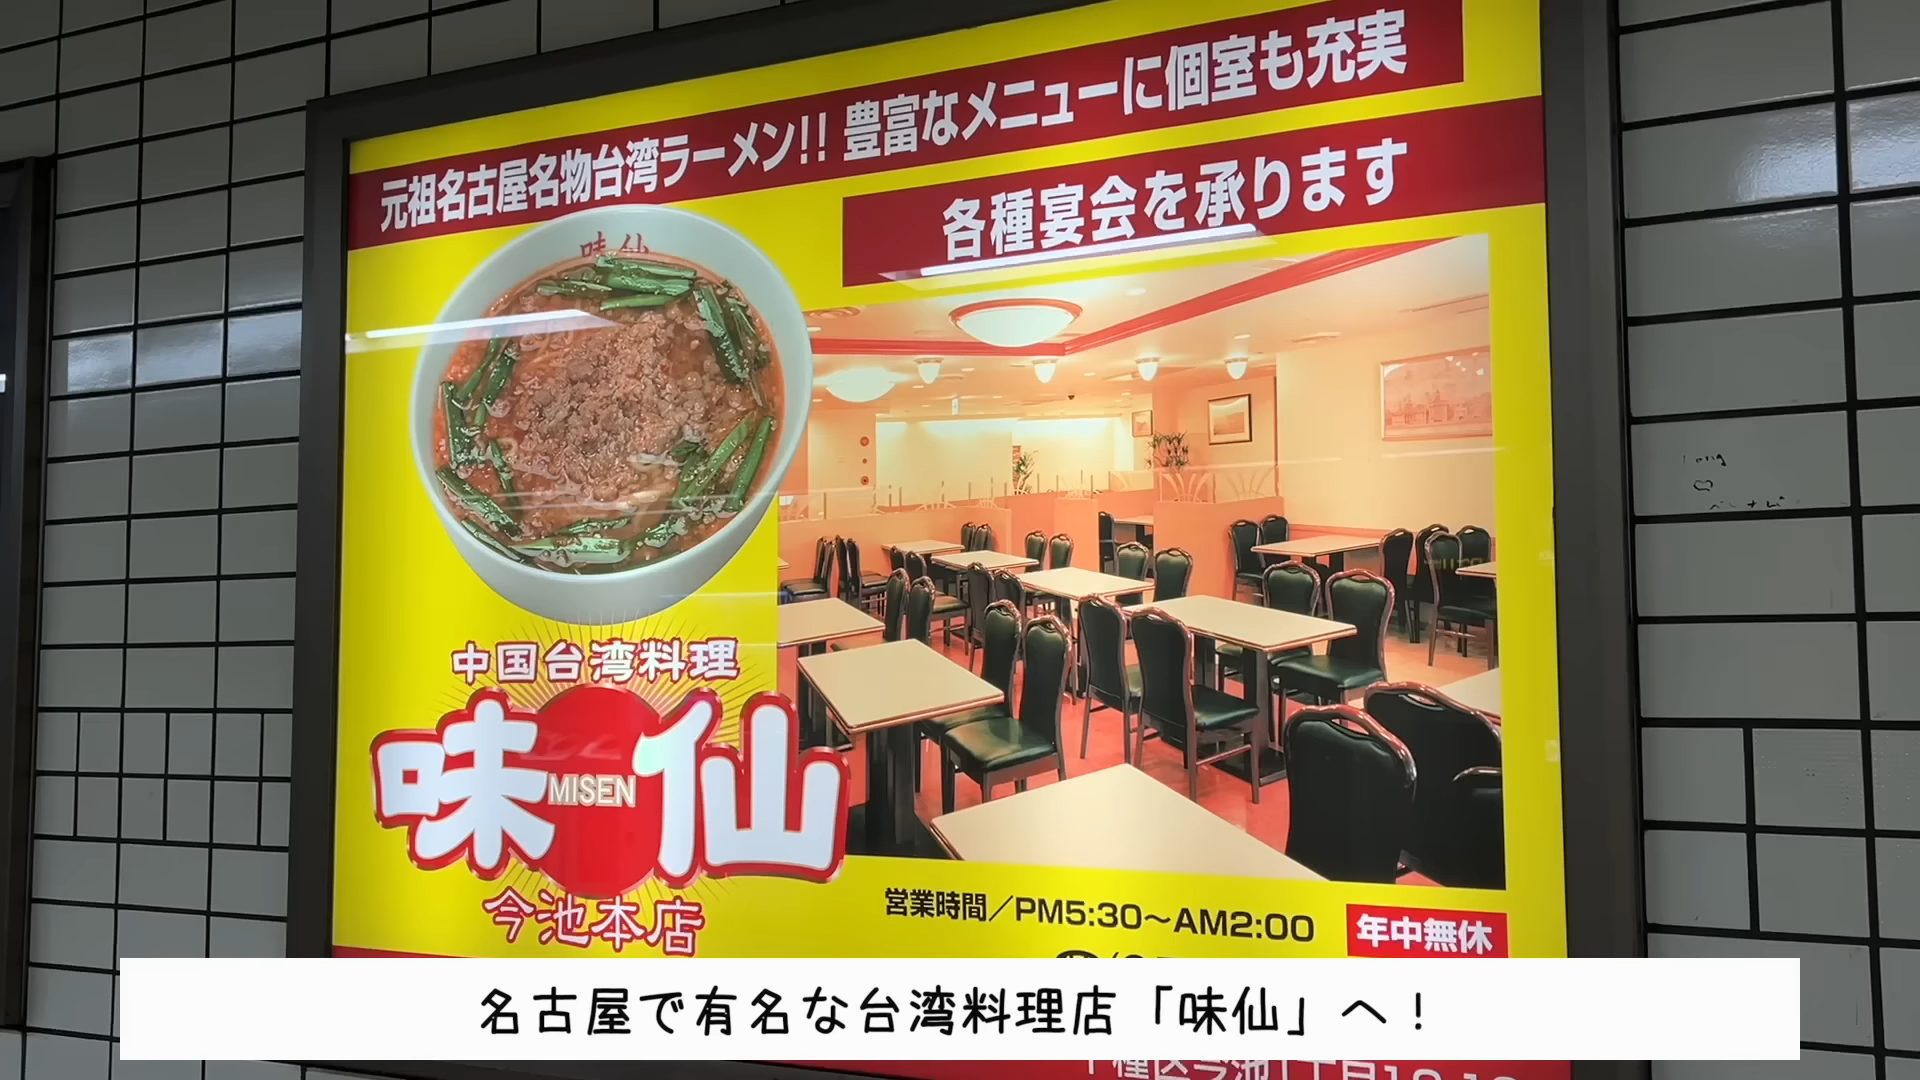 元祖名古屋名物台湾ラーメン!! 豊富なメニューに個室も充実
各種宴会を承ります
味仙
中国台湾料理
味仙
MISEN
今池本店
営業時間／PM5:30～AM2:00
年中無休
名古屋で有名な台湾料理店「味仙」へ！